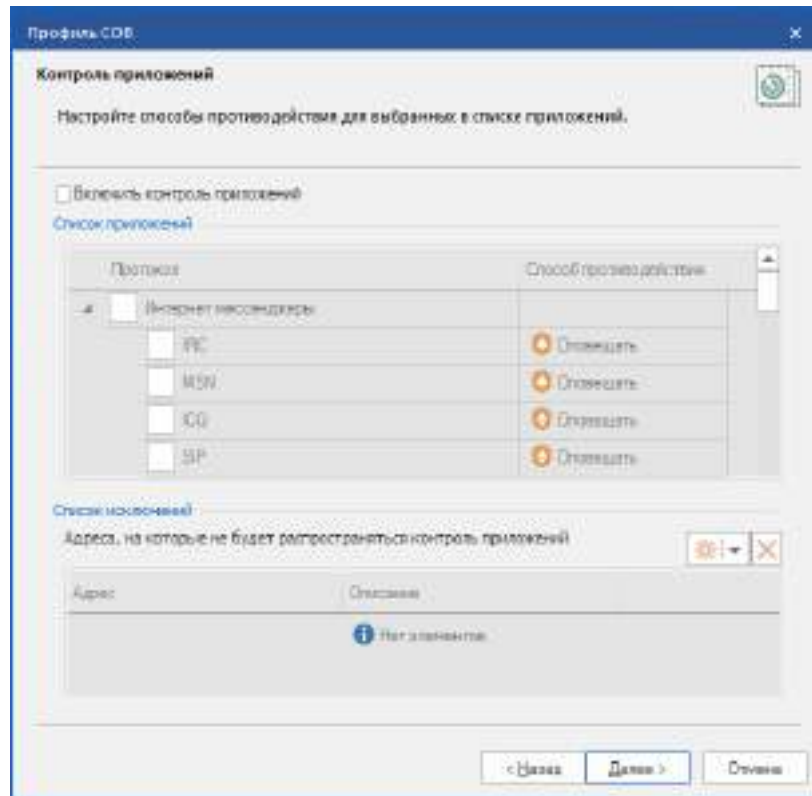 Профиль СОВ
Контроль приложений
Настройте способы противодействия для выбранных в списке приложений.
Включить контроль приложений
Список приложений
Протокол Способ противодействия
Интернет мессенджеры
IRC Оповещать
MSN Оповещать
ICQ Оповещать
SIP Оповещать
Список исключений
Адреса, на которые не будет распространяться контроль приложений
Адрес Описание
Нет элементов
< Назад Далее > Отмена